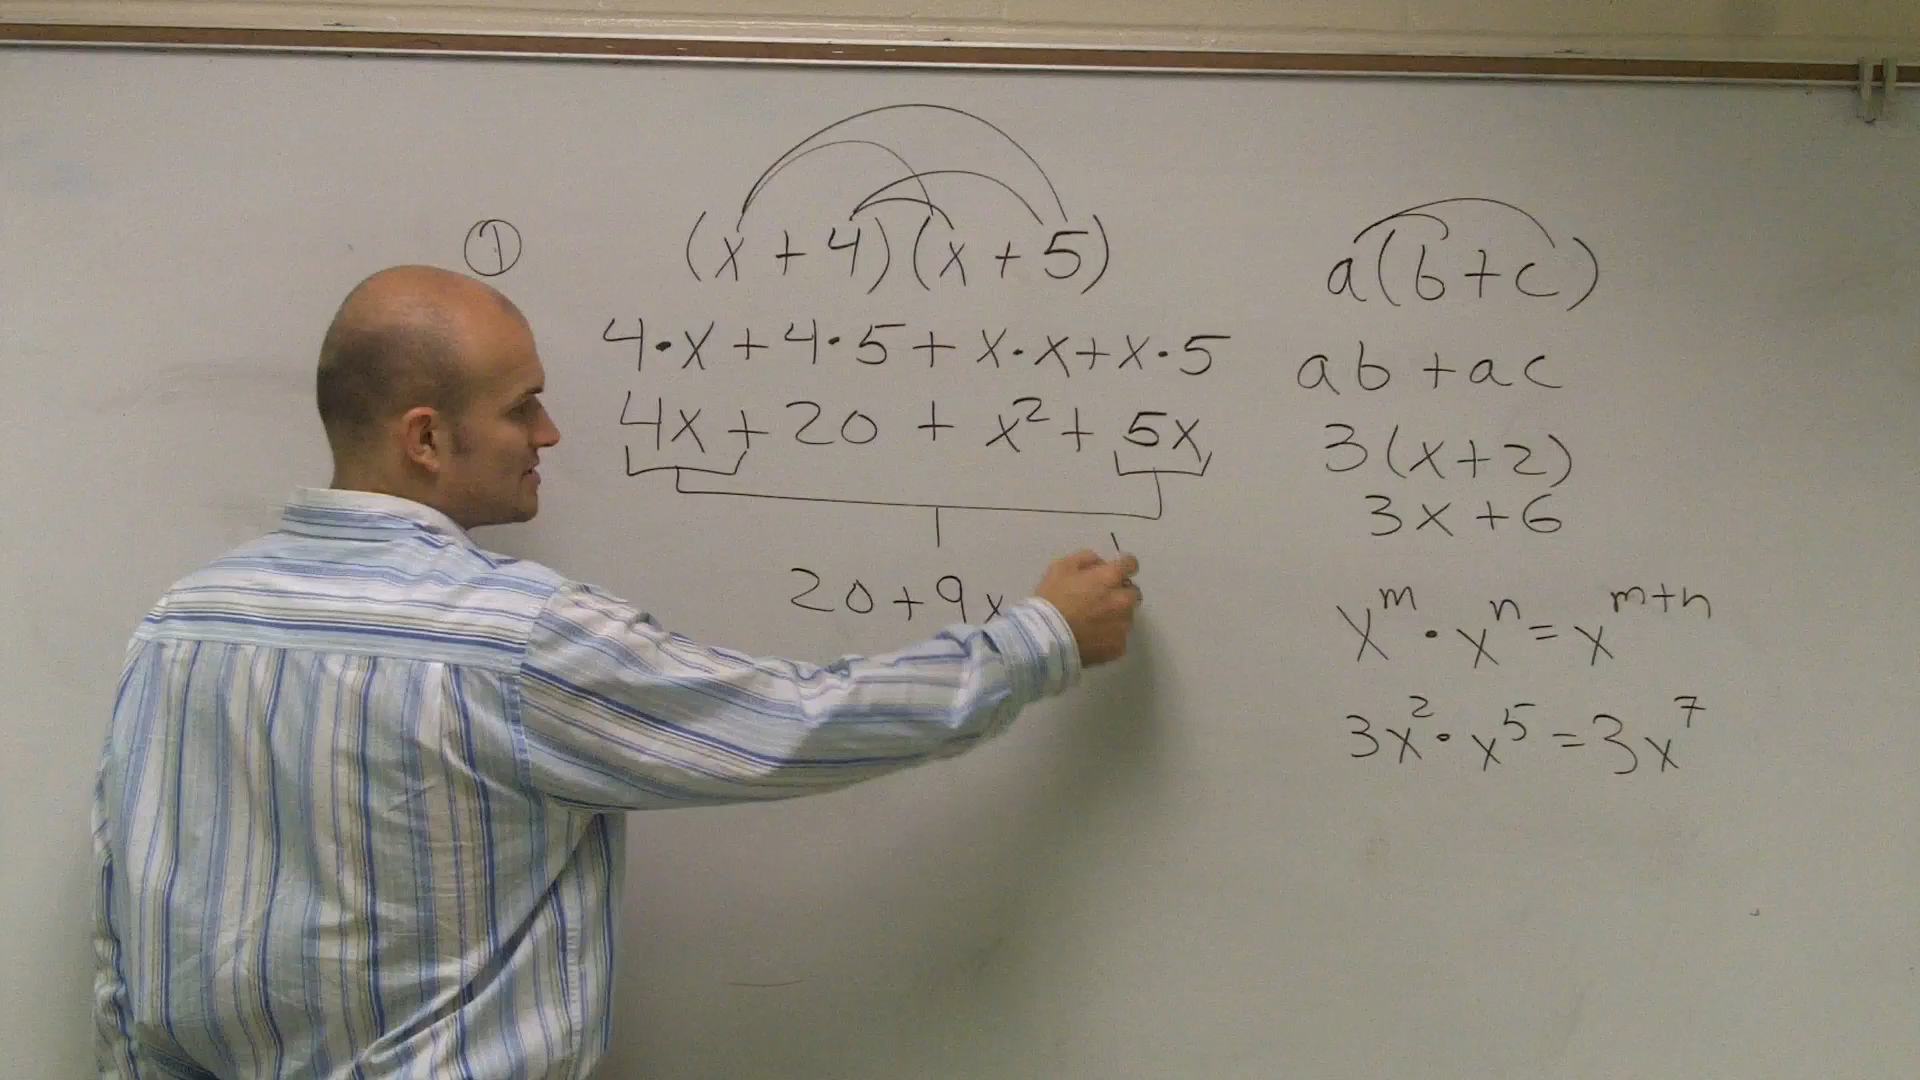 ①
(x + 4)(x + 5)
4·x + 4·5 + x·x + x·5
4x + 20 + x² + 5x
20 + 9x
a(b + c)
ab + ac
3(x + 2)
3x + 6
xᵐ · xⁿ = xᵐ⁺ⁿ
3x² · x⁵ = 3x⁷